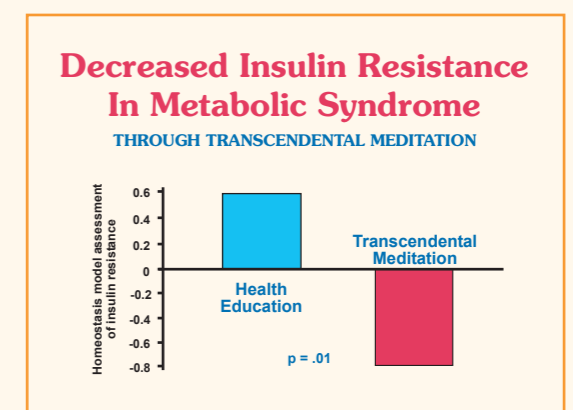 Decreased Insulin Resistance
In Metabolic Syndrome
THROUGH TRANSCENDENTAL MEDITATION
Homeostasis model assessment
of insulin resistance
0.6
0.4
0.2
0
-0.2
-0.4
-0.6
-0.8
Transcendental
Meditation
Health
Education
p = .01